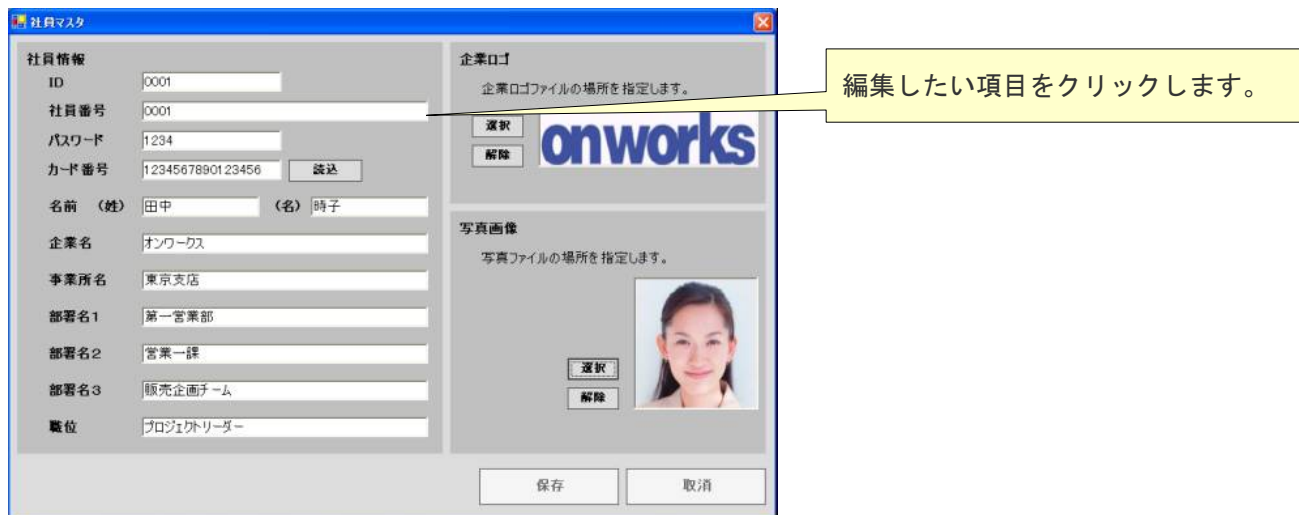 社員マスタ
社員情報
ID 0001
社員番号 0001
パスワード 1234
カード番号 1234567890123456 読込
名前 (姓) 田中 (名) 時子
企業名 オンワークス
事業所名 東京支店
部署名1 第一営業部
部署名2 営業一課
部署名3 販売企画チーム
職位 プロジェクトリーダー
企業ロゴ
企業ロゴファイルの場所を指定します。
選択
解除
onworks
写真画像
写真ファイルの場所を指定します。
選択
解除
保存 取消
編集したい項目をクリックします。